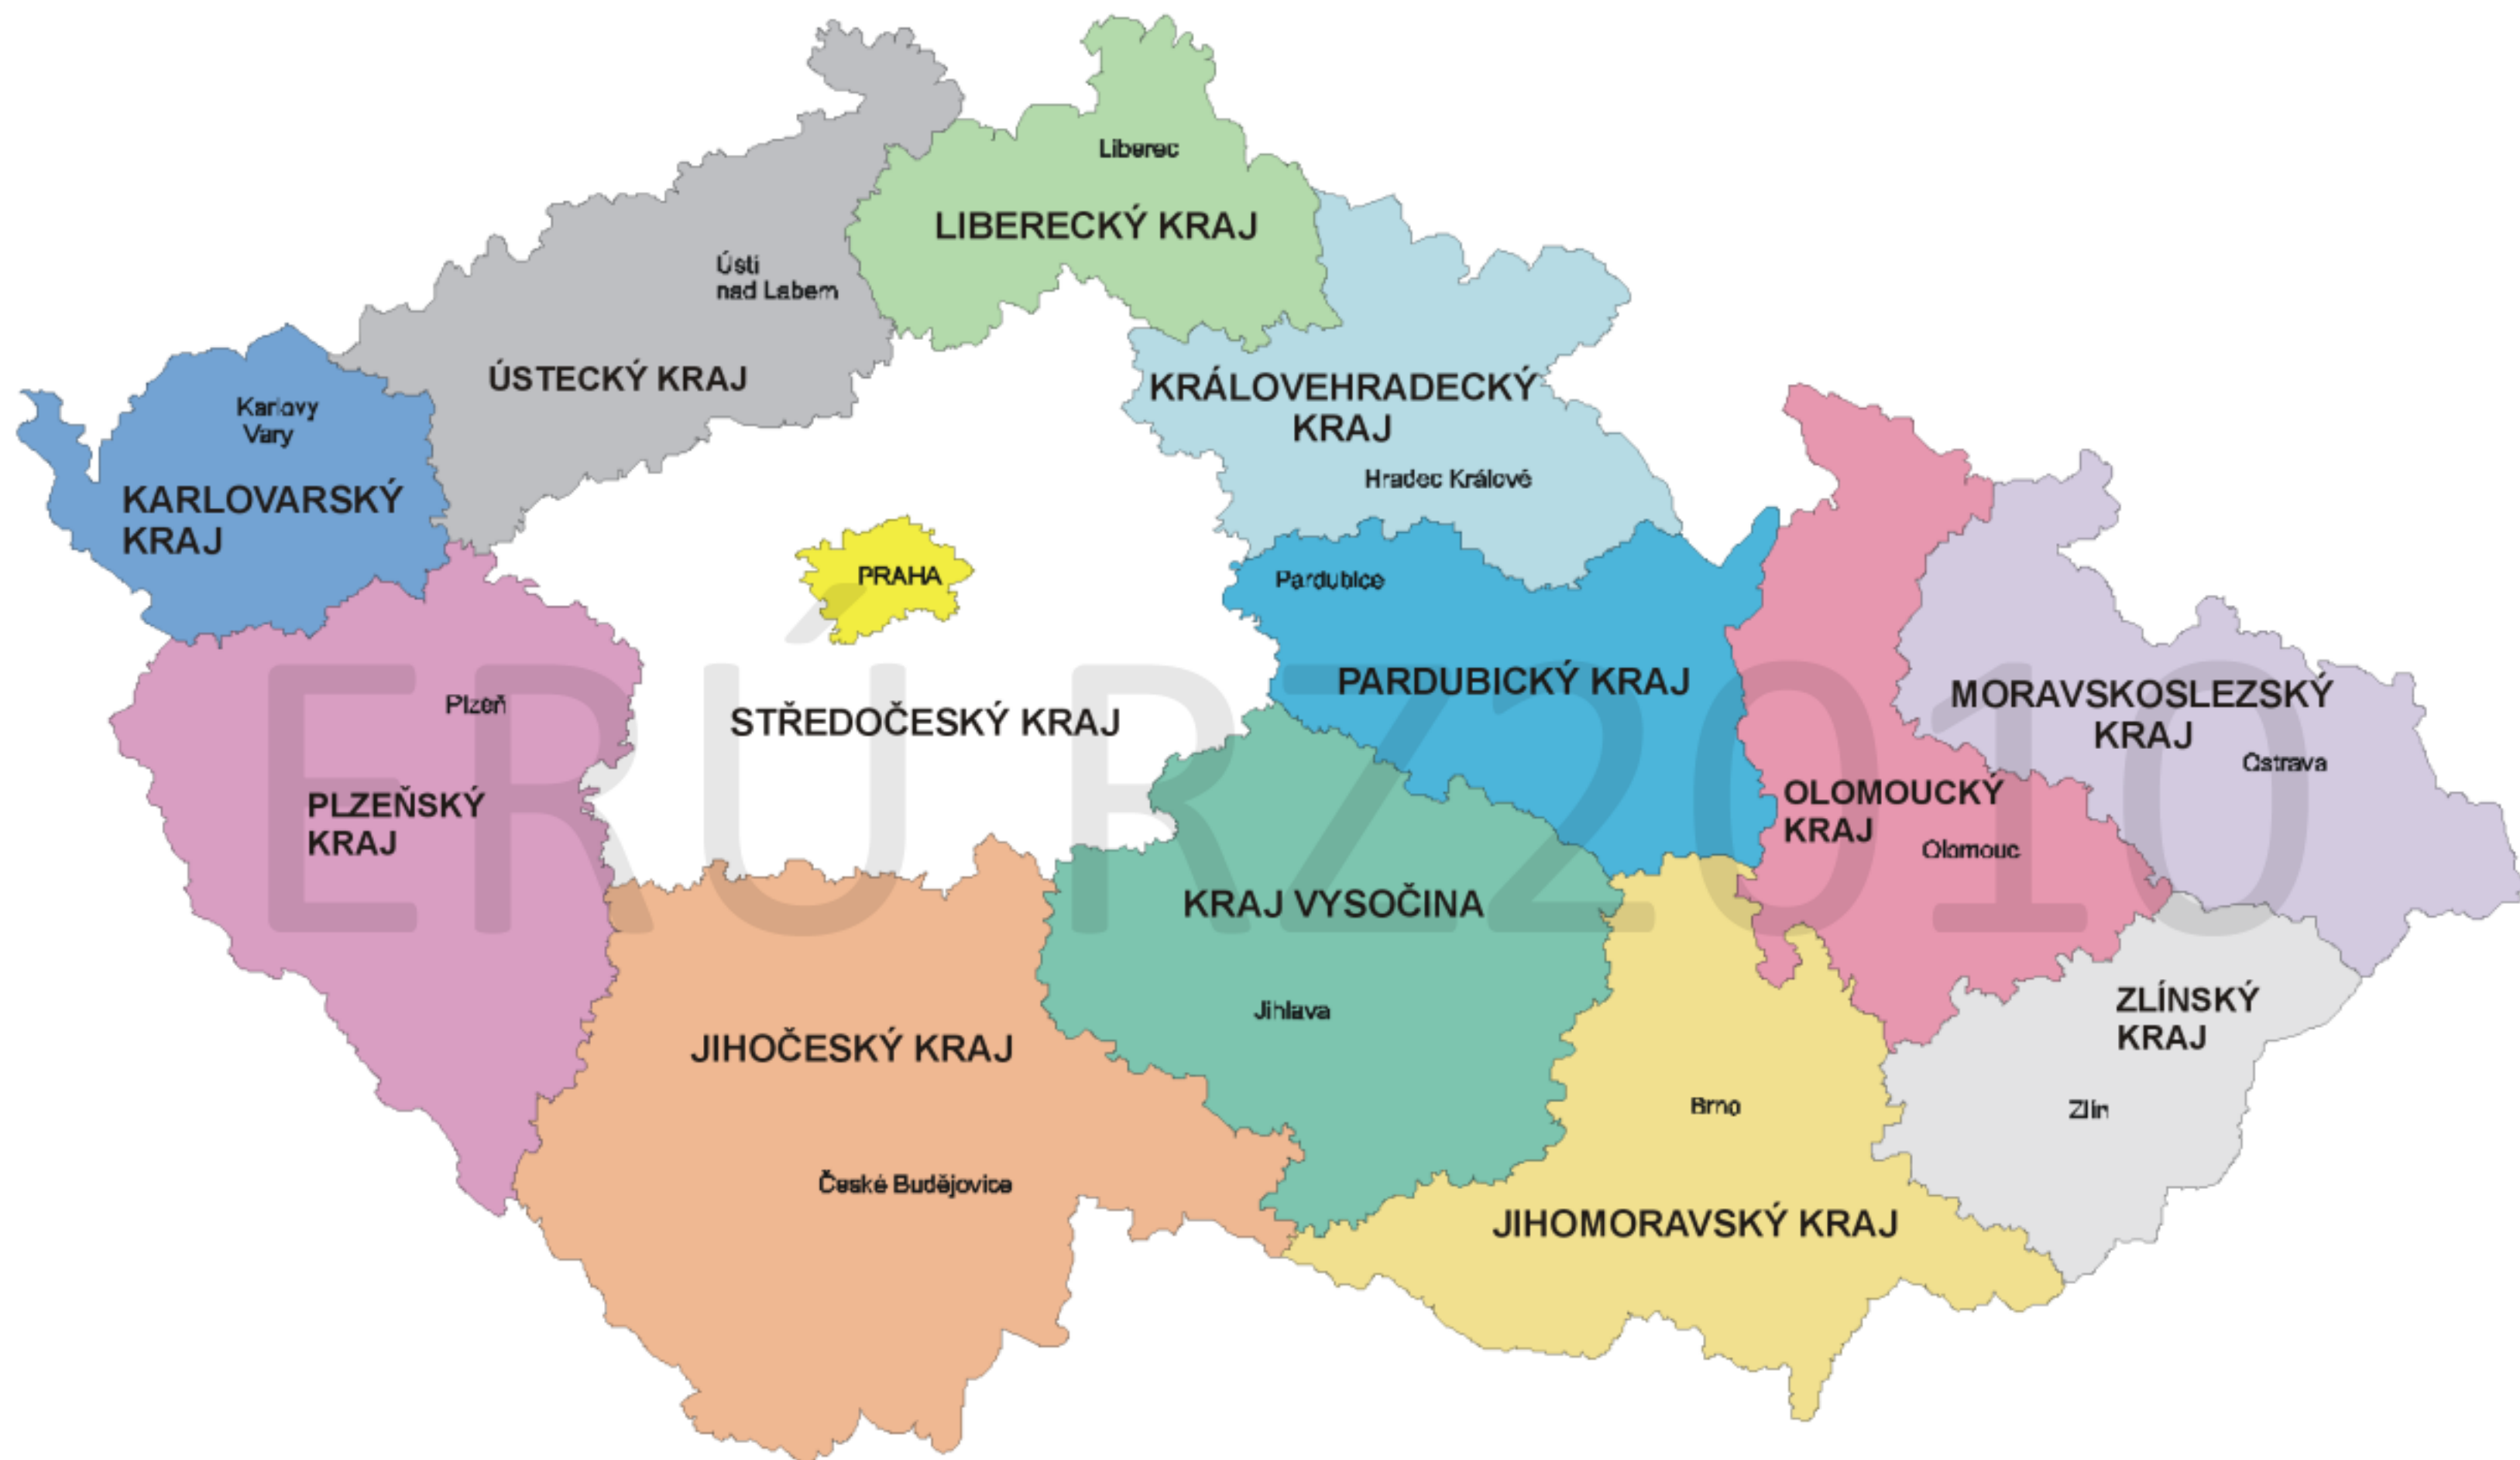 Liberec
LIBERECKÝ KRAJ
Ústí
nad Labem
ÚSTECKÝ KRAJ
Karlovy
Vary
KARLOVARSKÝ
KRAJ
KRÁLOVEHRADECKÝ
KRAJ
Hradec Králové
PRAHA
Pardubice
PARDUBICKÝ KRAJ
STŘEDOČESKÝ KRAJ
Plzeň
PLZEŇSKÝ
KRAJ
MORAVSKOSLEZSKÝ
KRAJ
Ostrava
OLOMOUCKÝ
KRAJ
Olomouc
ERÚ RZ2010
KRAJ VYSOČINA
Jihlava
JIHOČESKÝ KRAJ
České Budějovice
ZLÍNSKÝ
KRAJ
Zlín
Brno
JIHOMORAVSKÝ KRAJ